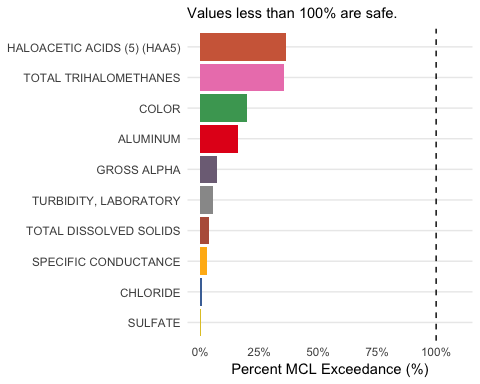 Values less than 100% are safe.
HALOACETIC ACIDS (5) (HAA5)
TOTAL TRIHALOMETHANES
COLOR
ALUMINUM
GROSS ALPHA
TURBIDITY, LABORATORY
TOTAL DISSOLVED SOLIDS
SPECIFIC CONDUCTANCE
CHLORIDE
SULFATE
0% 25% 50% 75% 100%
Percent MCL Exceedance (%)